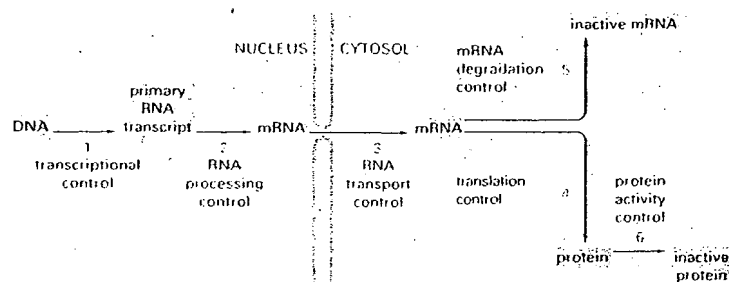 inactive mRNA
NUCLEUS CYTOSOL
mRNA
degradation
control
5
primary
RNA
transcript
DNA
mRNA
mRNA
1
transcriptional
control
2
RNA
processing
control
3
RNA
transport
control
translation
control
4
protein
activity
control
6
protein
inactive
protein